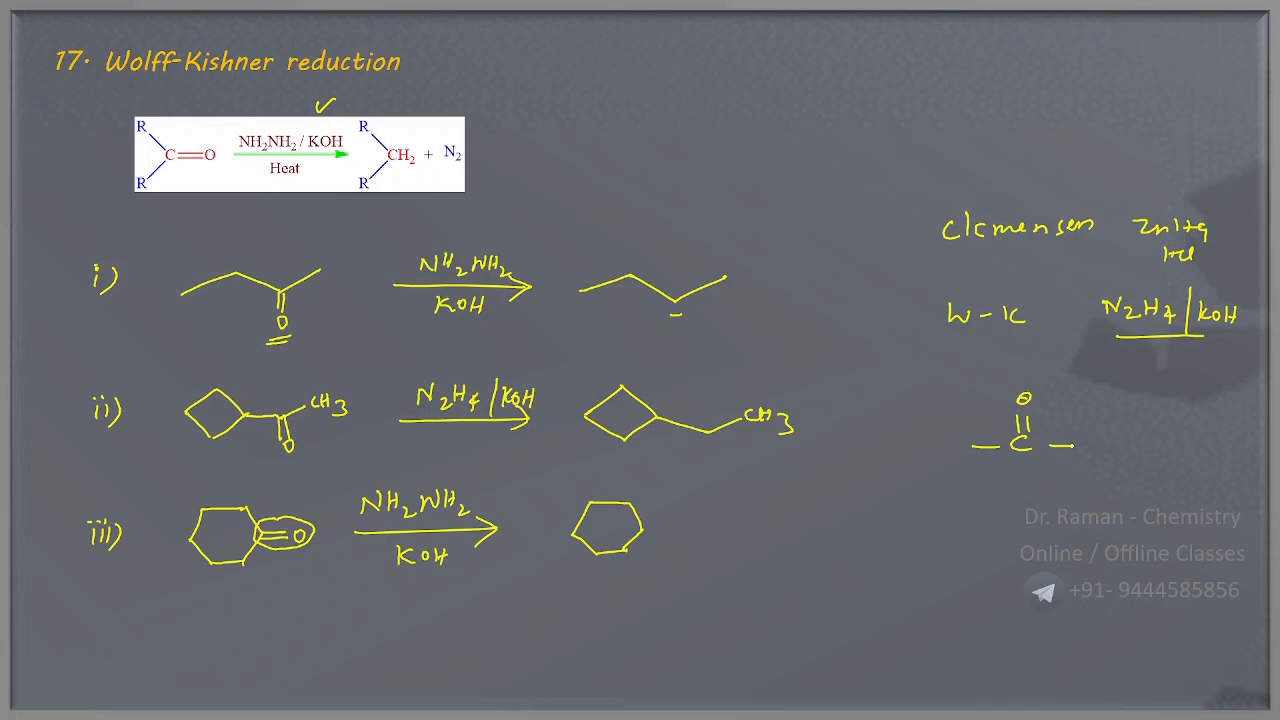 17. Wolff-Kishner reduction
R
R
C=O
NH₂NH₂ / KOH
Heat
R
R
CH₂ + N₂
i)
O
NH₂NH₂
KOH
ii)
CH₃
O
N₂H₄/KOH
CH₃
iii)
O
NH₂NH₂
KOH
Clemensen Zn/Hg
HCl
W-K N₂H₄/KOH
O
-C-
Dr. Raman - Chemistry
Online / Offline Classes
+91- 9444585856